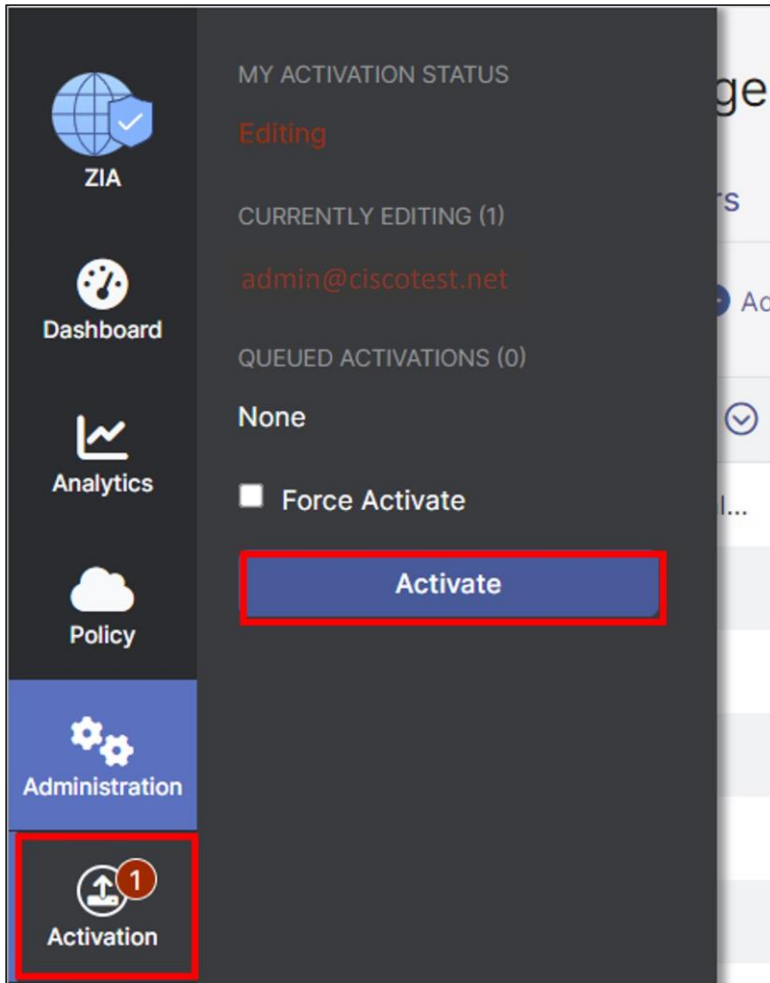 ZIA
Dashboard
Analytics
Policy
Administration
1
Activation
MY ACTIVATION STATUS
Editing
CURRENTLY EDITING (1)
admin@ciscotest.net
QUEUED ACTIVATIONS (0)
None
Force Activate
Activate